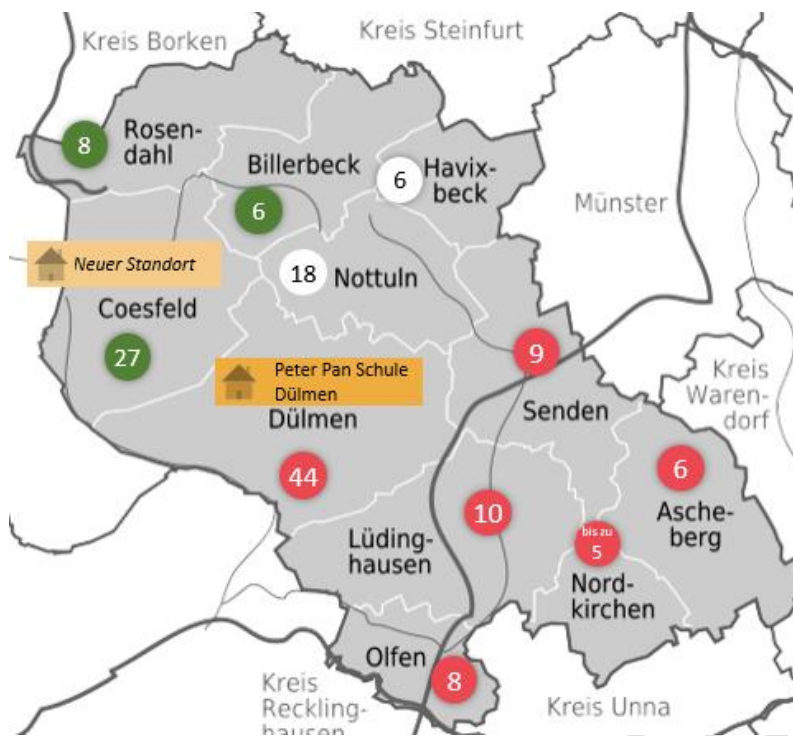 Kreis Borken
Kreis Steinfurt
8
Rosen-
dahl
Billerbeck
6
6
Havix-
beck
Münster
Neuer Standort
18
Nottuln
Coesfeld
27
9
Kreis
Waren-
dorf
Peter Pan Schule
Dülmen
Dülmen
Senden
44
6
Asche-
berg
10
Lüding-
hausen
bis zu
5
Nord-
kirchen
Olfen
8
Kreis
Reckling-
hausen
Kreis Unna